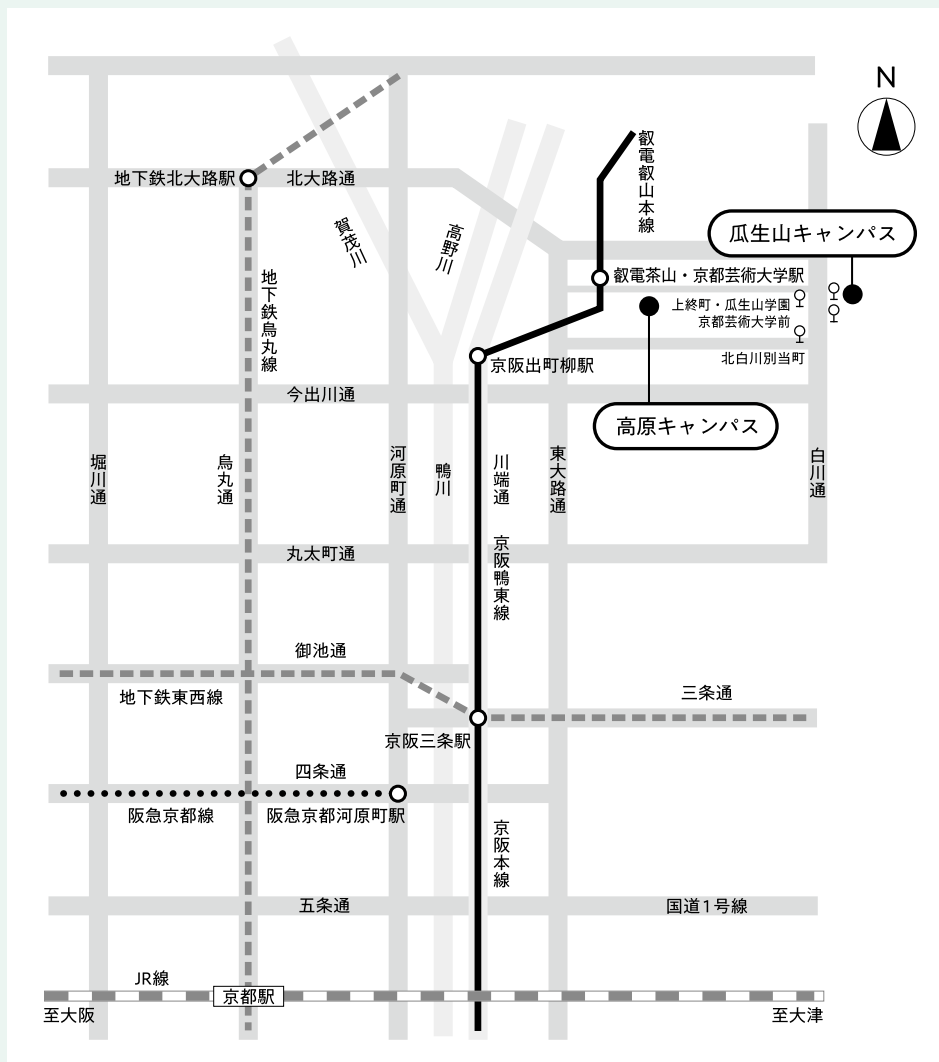 N
叡電叡山本線
地下鉄北大路駅
北大路通
賀茂川
高野川
瓜生山キャンパス
叡電茶山・京都芸術大学駅
地下鉄烏丸線
上終町・瓜生山学園
京都芸術大学前
北白川別当町
京阪出町柳駅
今出川通
高原キャンパス
堀川通
烏丸通
河原町通
鴨川
川端通
東大路通
白川通
丸太町通
京阪鴨東線
御池通
地下鉄東西線
三条通
京阪三条駅
四条通
阪急京都線
阪急京都河原町駅
京阪本線
五条通
国道1号線
JR線
京都駅
至大阪
至大津